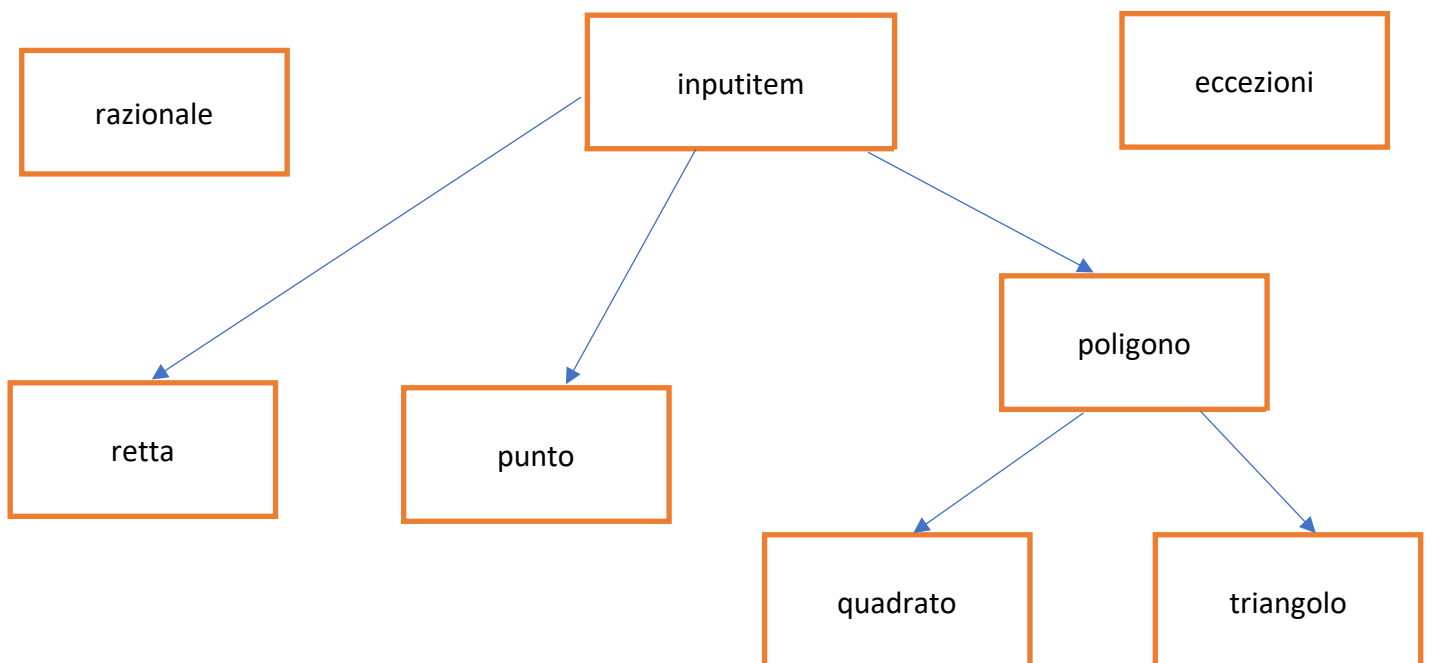 inputitem
eccezioni
razionale
poligono
retta
punto
quadrato
triangolo